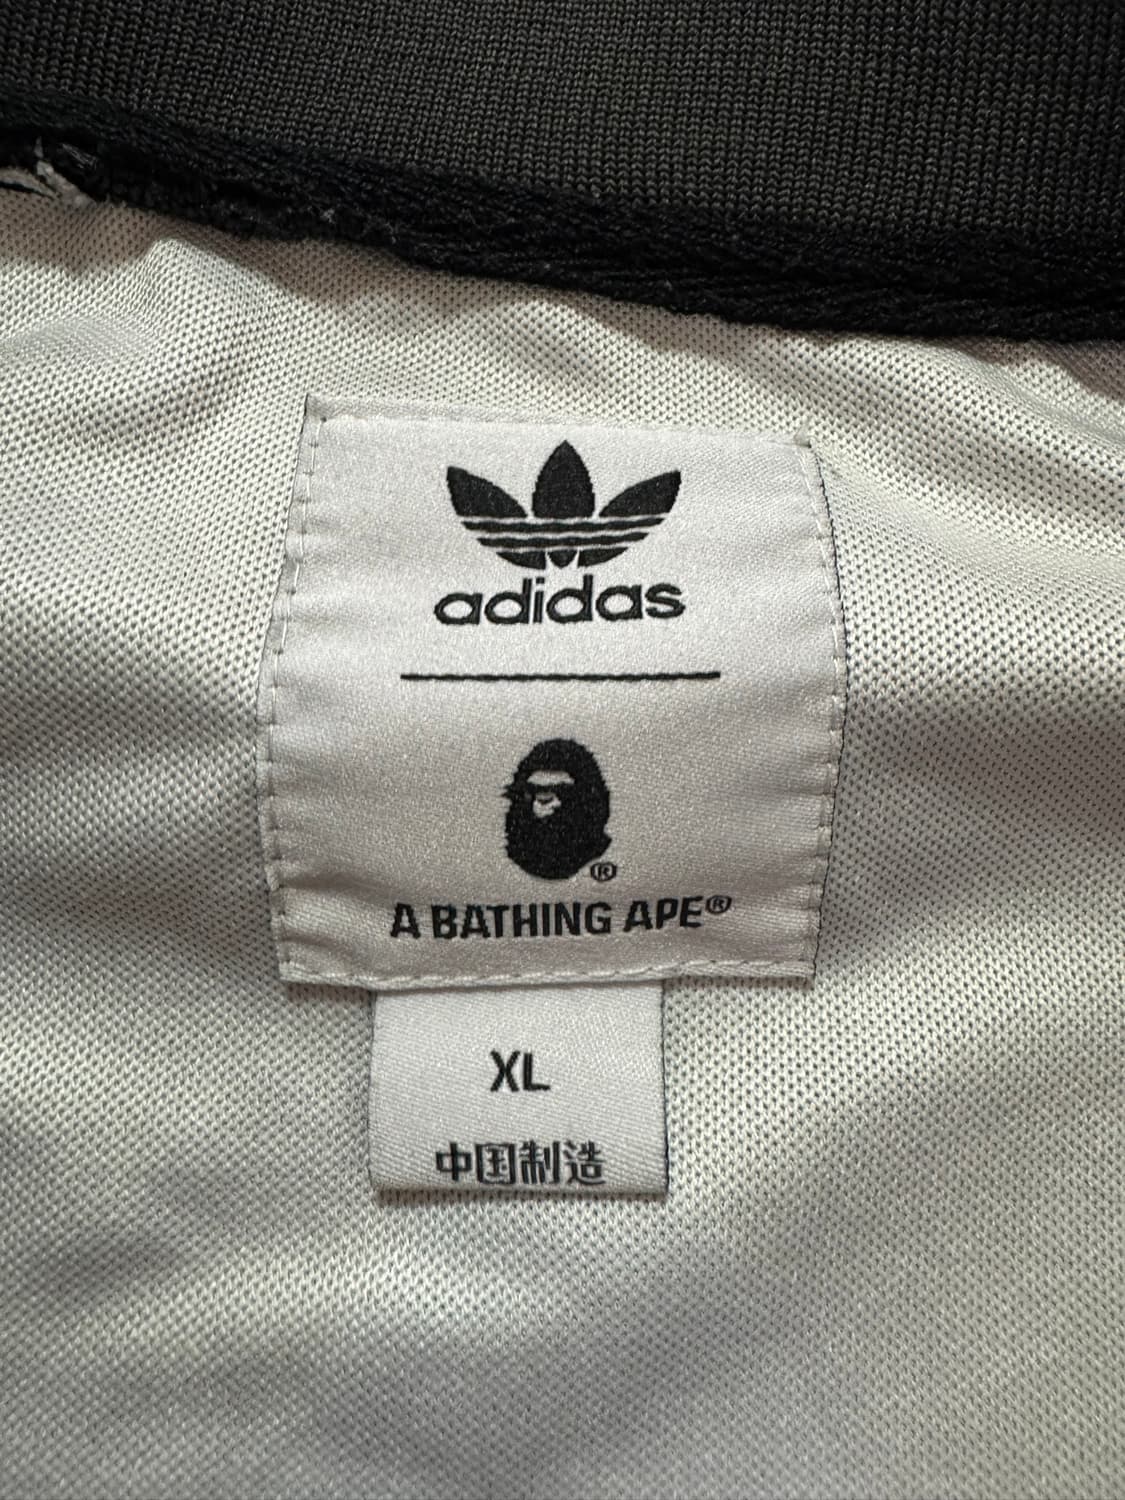 adidas
®
A BATHING APE®
XL
中国制造